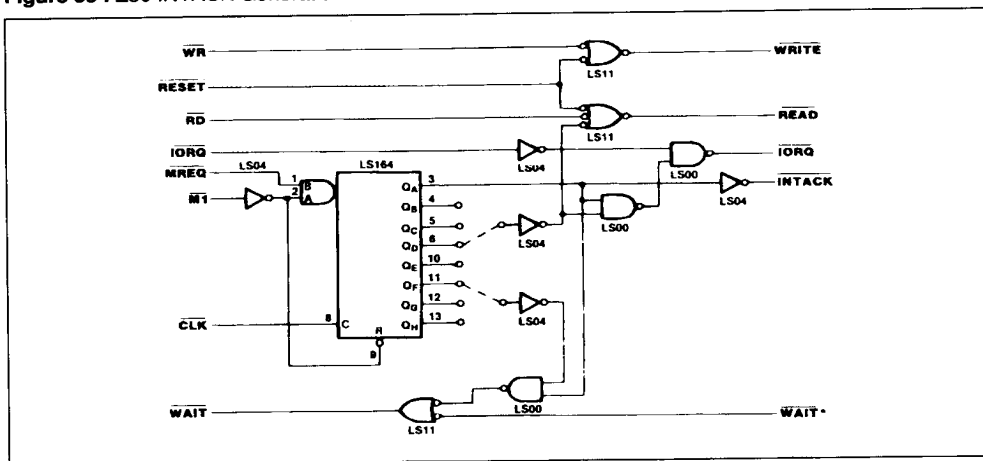 WR
WRITE
LS11
RESET
RD
READ
LS11
IORQ
LS04
IORQ
LS00
MREQ
LS04
LS164
1
B
2
A
M1
INTACK
LS04
LS00
QA 3
QB 4
QC 5
QD 6
QE 10
QF 11
QG 12
QH 13
LS04
LS04
CLK
8
C
R
9
WAIT
LS11
LS00
WAIT*